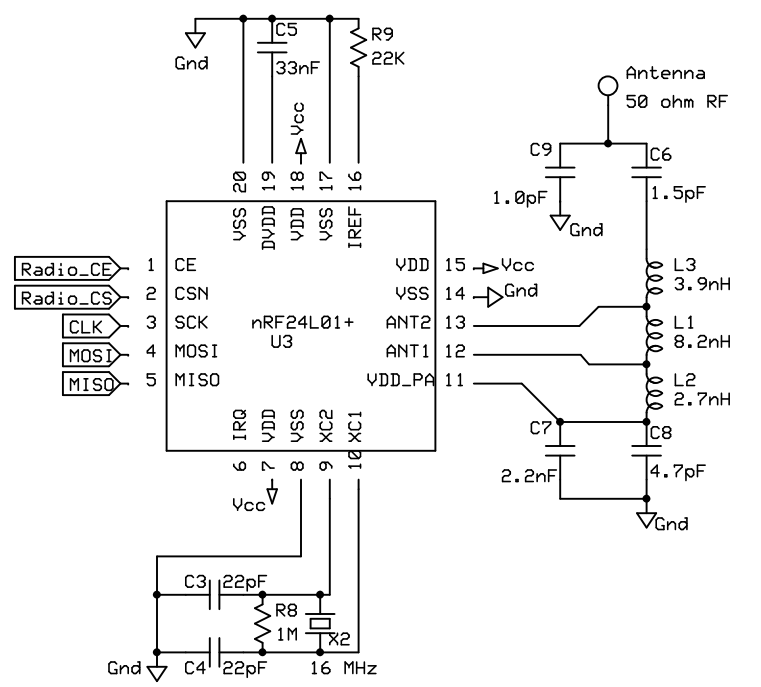 Gnd
C5
33nF
R9
22K
Vcc
20
19
18
17
16
VSS
DVDD
VDD
VSS
IREF
Antenna
50 ohm RF
C9
1.0pF
Gnd
C6
1.5pF
Radio_CE
1
CE
Radio_CS
2
CSN
CLK
3
SCK
MOSI
4
MOSI
MISO
5
MISO
nRF24L01+
U3
VDD
15
Vcc
VSS
14
Gnd
ANT2
13
ANT1
12
VDD_PA
11
L3
3.9nH
L1
8.2nH
L2
2.7nH
C7
2.2nF
C8
4.7pF
Gnd
IRQ
VDD
VSS
XC2
XC1
6
7
8
9
10
Vcc
C3
22pF
R8
1M
X2
Gnd
C4
22pF
16 MHz